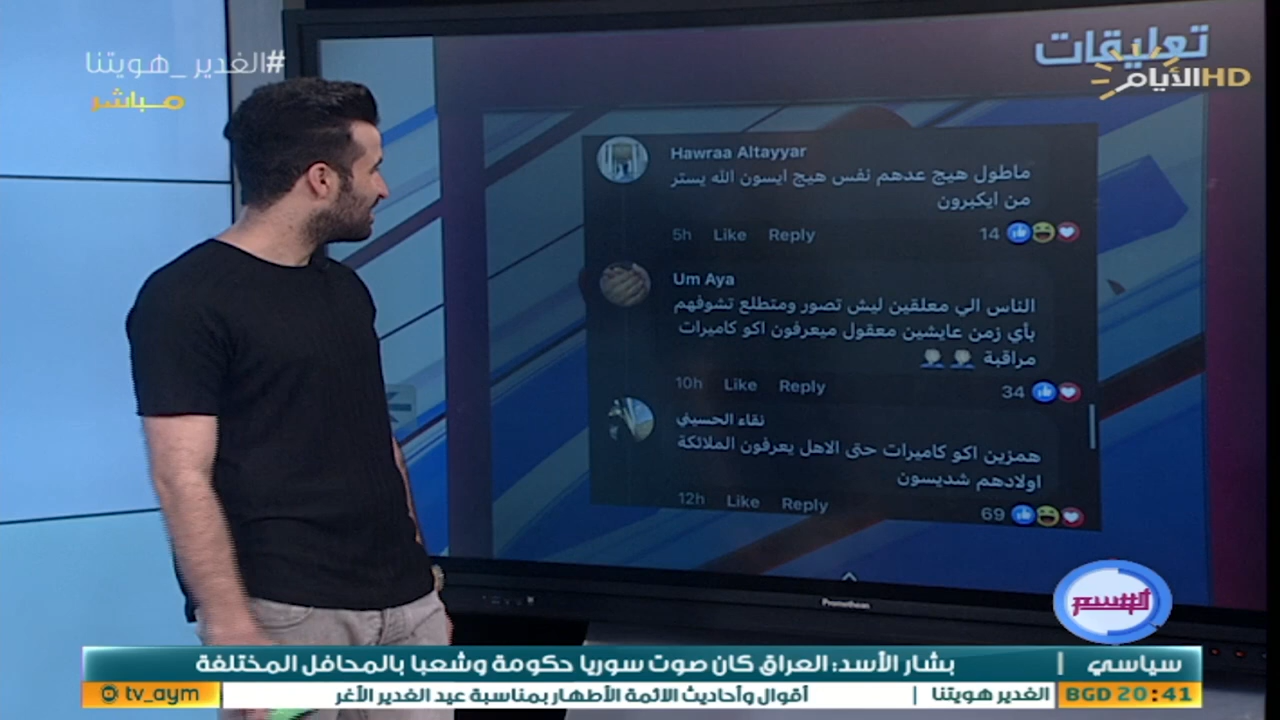 #الغدير_هويتنا
مباشر
تعليقات
الأيام HD
Hawraa Altayyar
ماطول هيج عدهم نفس هيج ايسون الله يستر
من ايكبرون
5h Like Reply 14
Um Aya
الناس الي معلقين ليش تصور ومتطلع تشوفهم
بأي زمن عايشين معقول ميعرفون اكو كاميرات
مراقبة
10h Like Reply 34
نقاء الحسيني
همزين اكو كاميرات حتى الاهل يعرفون الملائكة
اولادهم شديسون
12h Like Reply 69
Promethean
سياسي | بشار الأسد: العراق كان صوت سوريا حكومة وشعبا بالمحافل المختلفة
BGD 20:41 الغدير هويتنا | أقوال وأحاديث الائمة الأطهار بمناسبة عيد الغدير الأغر tv_aym